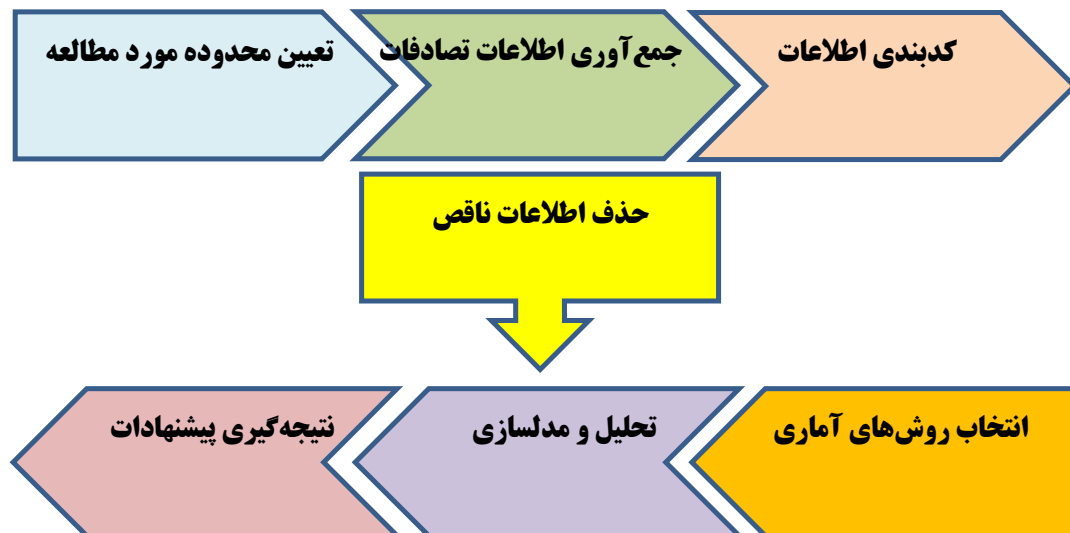 تعیین محدوده مورد مطالعه
جمع‌آوری اطلاعات تصادفات
کدبندی اطلاعات
حذف اطلاعات ناقص
انتخاب روش‌های آماری
تحلیل و مدلسازی
نتیجه‌گیری پیشنهادات